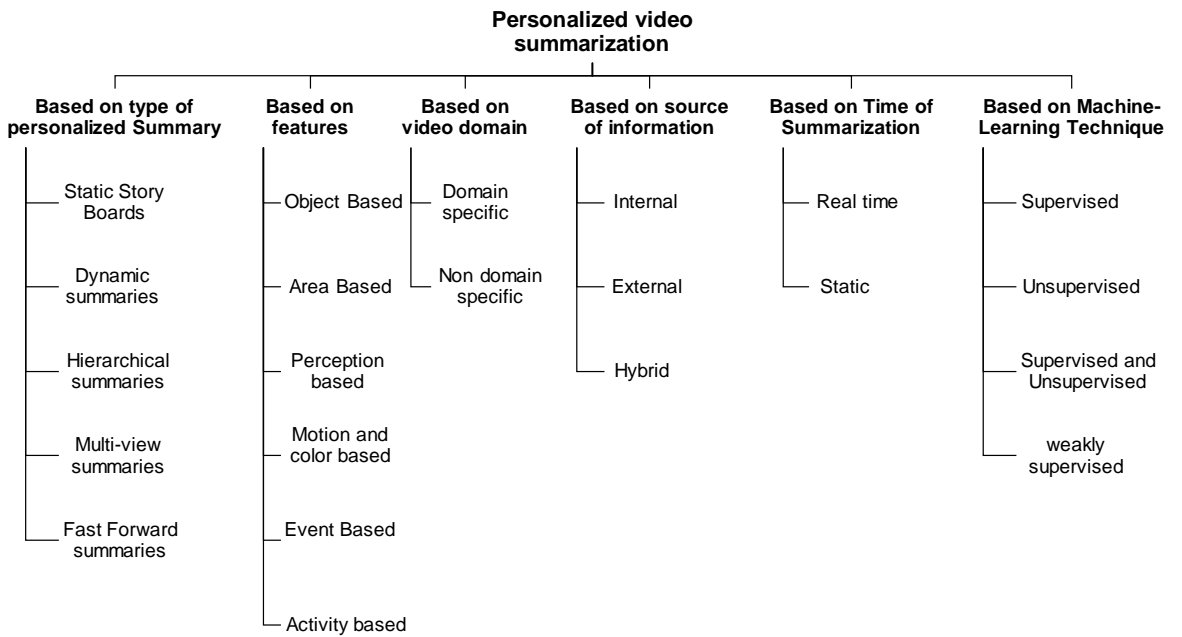 Personalized video
summarization
Based on type of
personalized Summary
Static Story
Boards
Dynamic
summaries
Hierarchical
summaries
Multi-view
summaries
Fast Forward
summaries
Based on
features
Object Based
Area Based
Perception
based
Motion and
color based
Event Based
Activity based
Based on
video domain
Domain
specific
Non domain
specific
Based on source
of information
Internal
External
Hybrid
Based on Time of
Summarization
Real time
Static
Based on Machine-
Learning Technique
Supervised
Unsupervised
Supervised and
Unsupervised
weakly
supervised